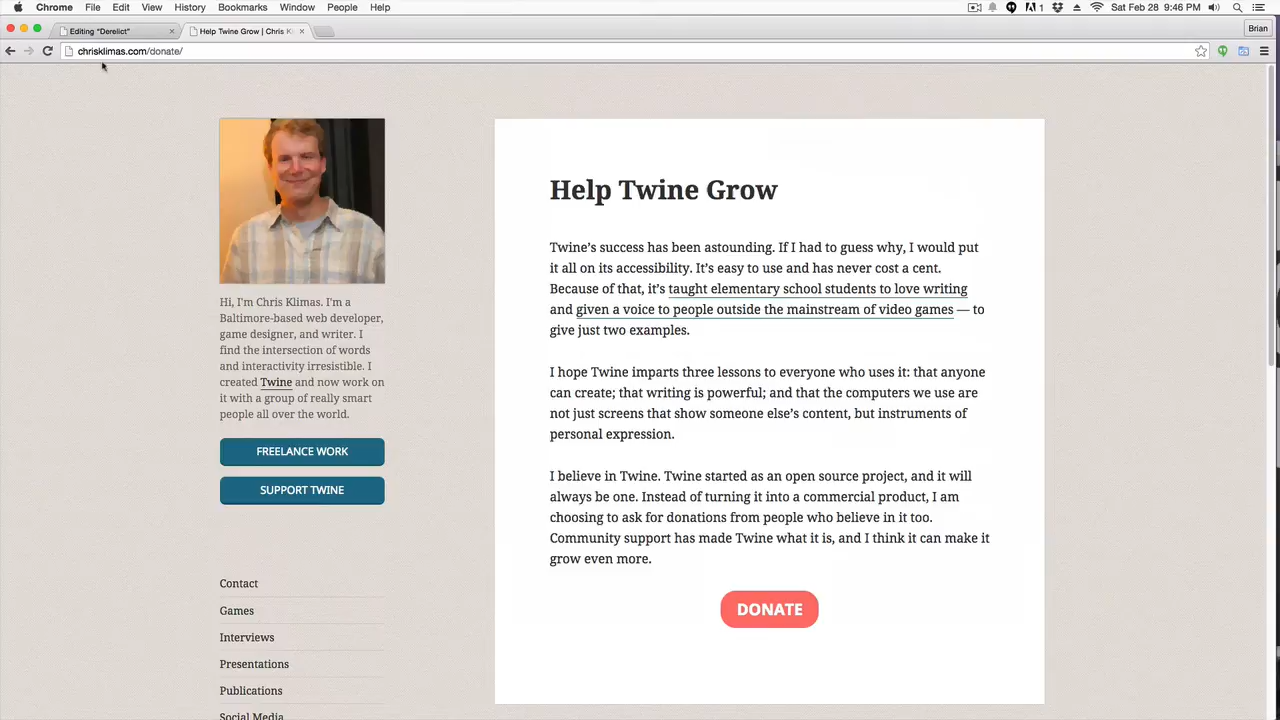 Chrome File Edit View History Bookmarks Window People Help
1 Sat Feb 28 9:46 PM
Editing "Derelict"
Help Twine Grow | Chris K
Brian
chrisklimas.com/donate/
Hi, I'm Chris Klimas. I'm a
Baltimore-based web developer,
game designer, and writer. I
find the intersection of words
and interactivity irresistible. I
created Twine and now work on
it with a group of really smart
people all over the world.
FREELANCE WORK
SUPPORT TWINE
Contact
Games
Interviews
Presentations
Publications
Social Media
Help Twine Grow
Twine's success has been astounding. If I had to guess why, I would put
it all on its accessibility. It's easy to use and has never cost a cent.
Because of that, it's taught elementary school students to love writing
and given a voice to people outside the mainstream of video games — to
give just two examples.
I hope Twine imparts three lessons to everyone who uses it: that anyone
can create; that writing is powerful; and that the computers we use are
not just screens that show someone else's content, but instruments of
personal expression.
I believe in Twine. Twine started as an open source project, and it will
always be one. Instead of turning it into a commercial product, I am
choosing to ask for donations from people who believe in it too.
Community support has made Twine what it is, and I think it can make it
grow even more.
DONATE